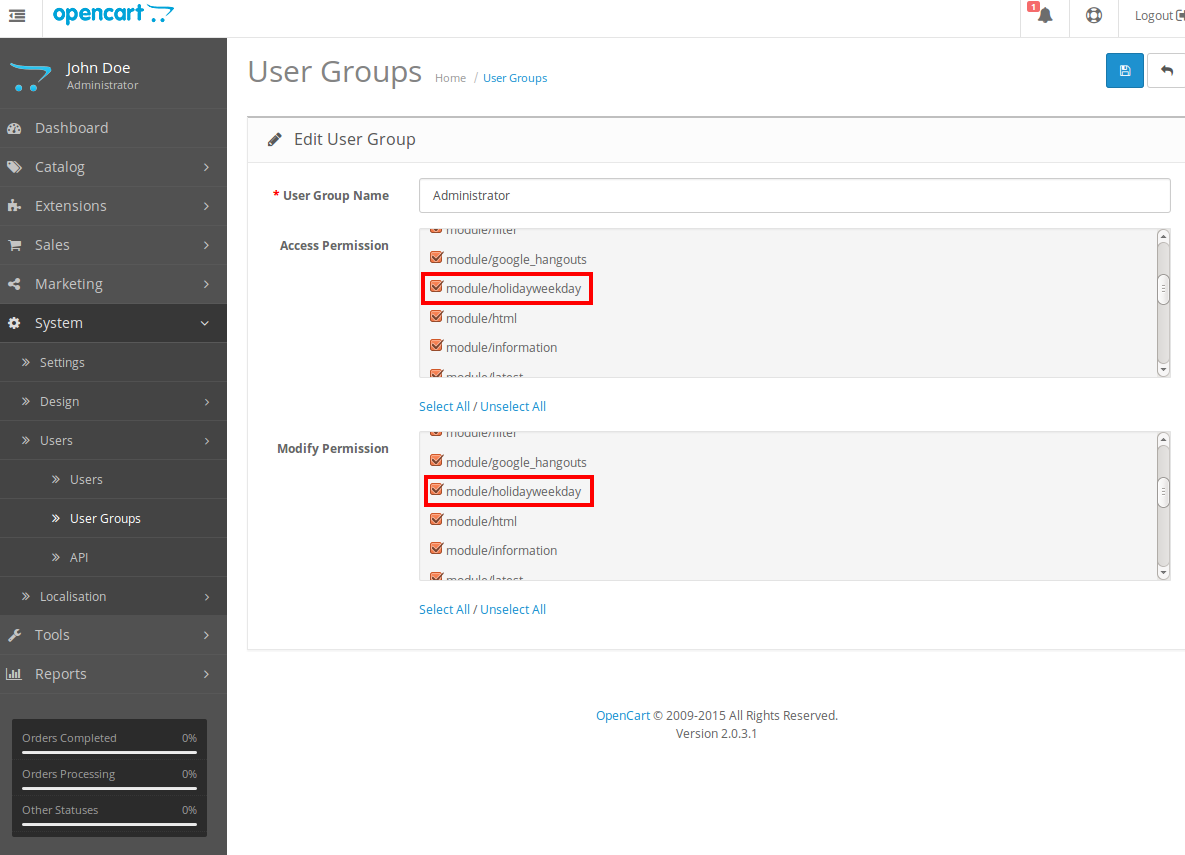 opencart
1
Logout
John Doe
Administrator
User Groups Home / User Groups
Dashboard
Catalog
Extensions
Sales
Marketing
System
Settings
Design
Users
Users
User Groups
API
Localisation
Tools
Reports
Orders Completed 0%
Orders Processing 0%
Other Statuses 0%
Edit User Group
* User Group Name Administrator
Access Permission
module/filter
module/google_hangouts
module/holidayweekday
module/html
module/information
module/latest
Select All / Unselect All
Modify Permission
module/filter
module/google_hangouts
module/holidayweekday
module/html
module/information
module/latest
Select All / Unselect All
OpenCart © 2009-2015 All Rights Reserved.
Version 2.0.3.1